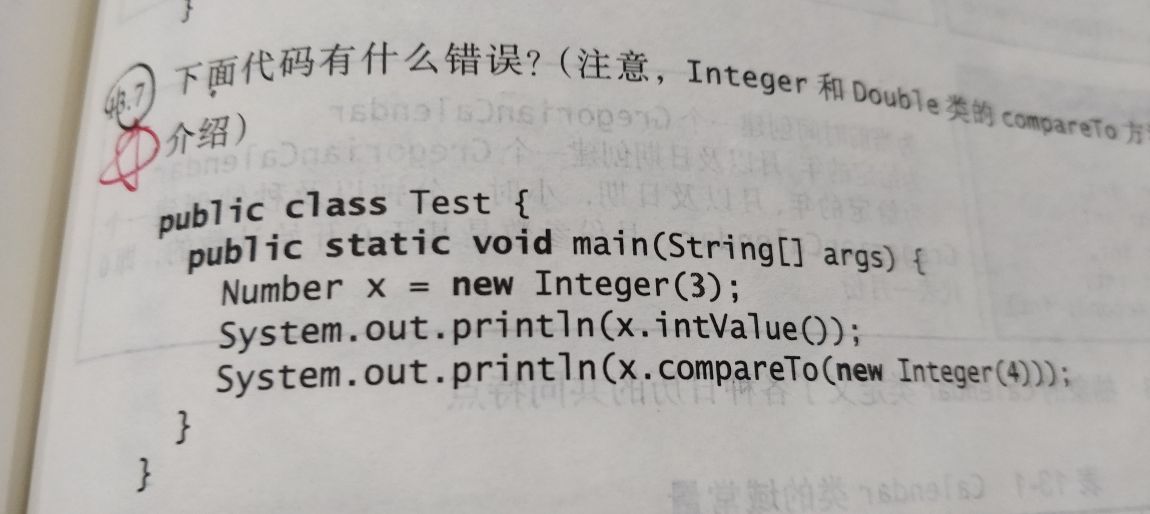 }
13.7 下面代码有什么错误?(注意,Integer 和 Double 类的 compareTo 方
介绍)
public class Test {
public static void main(String[] args) {
Number x = new Integer(3);
System.out.println(x.intValue());
System.out.println(x.compareTo(new Integer(4)));
}
}